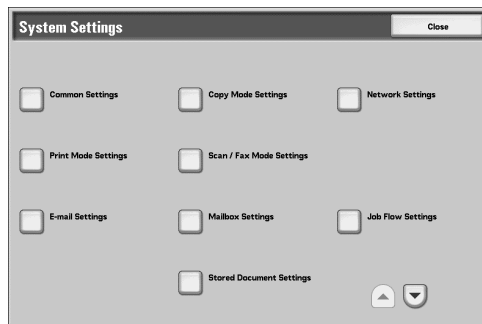 System Settings
Close
Common Settings
Copy Mode Settings
Network Settings
Print Mode Settings
Scan / Fax Mode Settings
E-mail Settings
Mailbox Settings
Job Flow Settings
Stored Document Settings